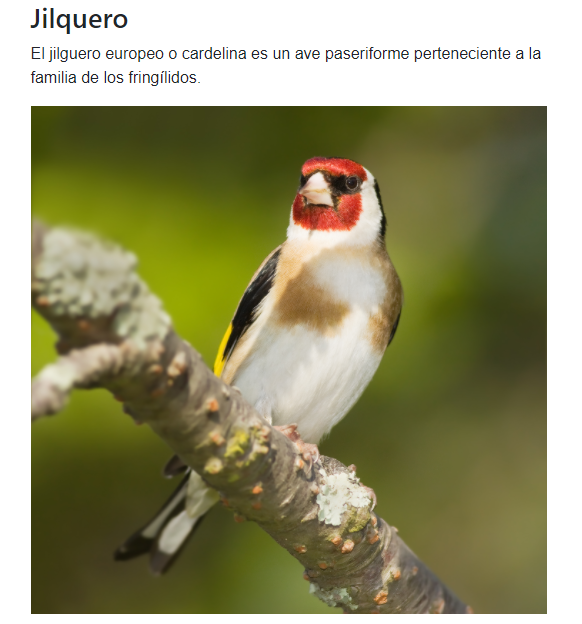 Jilquero
El jilguero europeo o cardelina es un ave paseriforme perteneciente a la
familia de los fringílidos.